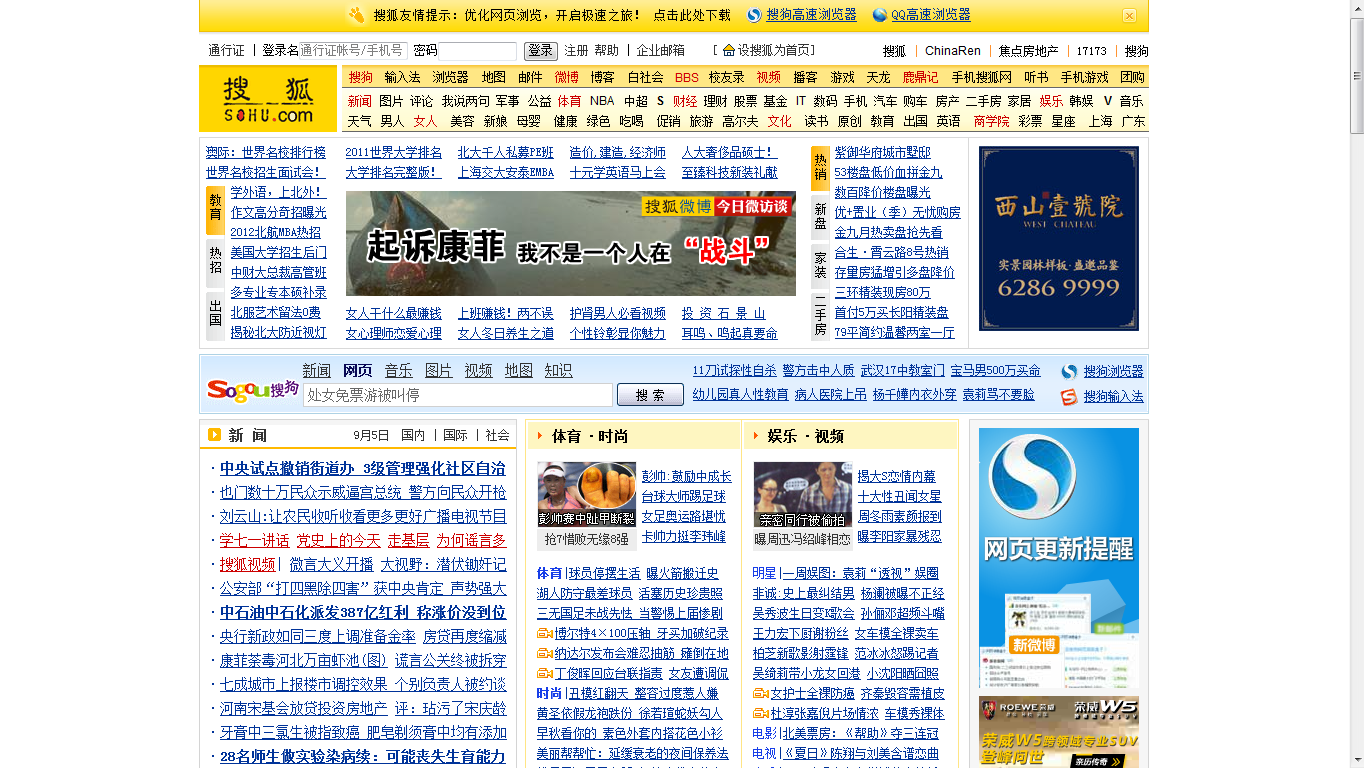 搜狐友情提示：优化网页浏览，开启极速之旅！ 点击此处下载 搜狗高速浏览器 QQ高速浏览器
通行证 | 登录名 通行证帐号/手机号 密码 登录 注册 帮助 | 企业邮箱 [ 设搜狐为首页] 搜狐 | ChinaRen | 焦点房地产 | 17173 | 搜狗
搜狐
SOHU.com
搜狗 输入法 浏览器 地图 邮件 微博 博客 白社会 BBS 校友录 视频 播客 游戏 天龙 鹿鼎记 手机搜狐网 听书 手机游戏 团购
新闻 图片 评论 我说两句 军事 公益 体育 NBA 中超 S 财经 理财 股票 基金 IT 数码 手机 汽车 购车 房产 二手房 家居 娱乐 韩娱 V 音乐
天气 男人 女人 美容 新娘 母婴 健康 绿色 吃喝 促销 旅游 高尔夫 文化 读书 原创 教育 出国 英语 商学院 彩票 星座 上海 广东
澳际：世界名校排行榜
世界名校招生面试会！
教育
学外语，上北外！
作文高分奇招曝光
2012北航MBA热招
热招
美国大学招生后门
中财大总裁高管班
多专业专本硕补录
出国
北服艺术留法0费
揭秘北大防近视灯
2011世界大学排名 北大千人私募PE班 造价,建造,经济师 人大奢侈品硕士！
大学排名完整版！ 上海交大安泰EMBA 十元学英语马上会 至臻科技新装礼献
搜狐微博 今日微访谈
起诉康菲 我不是一个人在 “战斗”
女人干什么最赚钱 上班赚钱！两不误 护肾男人必看视频 投 资 石 景 山
女心理师恋爱心理 女人冬日养生之道 个性铃彰显你魅力 耳鸣、鸣起真要命
热销
紫御华府城市墅邸
53楼盘低价血拼金九
数百降价楼盘曝光
新盘
优+置业（季）无忧购房
金九月热卖盘抢先看
家装
合生·霄云路8号热销
存量房猛增引多盘降价
三环精装现房80万
二手房
首付5万买长阳精装盘
79平简约温馨两室一厅
西山壹號院
WEST CHATEAU
实景园林样板·盛邀品鉴
6286 9999
Sogou搜狗
新闻 网页 音乐 图片 视频 地图 知识
处女免票游被叫停 搜 索
11刀试探性自杀 警方击中人质 武汉17中教室门 宝马男500万买命
幼儿园真人性教育 病人医院上吊 杨千嬅内衣外穿 袁莉骂不要脸
搜狗浏览器
搜狗输入法
新 闻 9月5日 国内 | 国际 | 社会
· 中央试点撤销街道办 3级管理强化社区自治
· 也门数十万民众示威逼宫总统 警方向民众开枪
· 刘云山:让农民收听收看更多更好广播电视节目
· 学七一讲话 党史上的今天 走基层 为何谣言多
· 搜狐视频| 微言大义开播 大视野：潜伏锄奸记
· 公安部“打四黑除四害”获中央肯定 声势强大
· 中石油中石化派发387亿红利 称涨价没到位
· 央行新政如同三度上调准备金率 房贷再度缩减
· 康菲荼毒河北万亩虾池(图) 谎言公关终被拆穿
· 七成城市上报楼市调控效果 个别负责人被约谈
· 河南宋基会放贷投资房地产 评：玷污了宋庆龄
· 牙膏中三氯生被指致癌 肥皂剃须膏中均有添加
· 28名师生做实验染病续：可能丧失生育能力
体育 · 时尚
彭帅赛中趾甲断裂
抢7惜败无缘8强
彭帅:鼓励中成长
台球大师踢足球
女足奥运路堪忧
卡帅力挺李玮峰
体育|球员停摆生活 曝火箭搬迁史
湖人防守最差球员 活塞历史珍贵照
三无国足未战先怯 当警惕上届惨剧
博尔特4×100压轴 牙买加破纪录
纳达尔发布会难忍抽筋 瘫倒在地
丁俊晖回应台联指责 女友遭调侃
时尚|丑模红翻天 整容过度惹人嫌
黄圣依假龙袍跌份 徐若瑄蛇妖勾人
早秋看你的 素色外套内搭花色小衫
美丽帮帮忙：延缓衰老的夜间保养法
娱乐 · 视频
亲密同行被偷拍
曝周迅冯绍峰相恋
揭大S恋情内幕
十大性丑闻女星
周冬雨素颜报到
曝李阳家暴残忍
明星|一周娱图：袁莉“透视”娱圈
非诚:史上最纠结男 杨澜被曝不正经
吴秀波生日变K歌会 孙俪邓超频斗嘴
王力宏下厨谢粉丝 女车模全裸卖车
柏芝新歌影射霆锋 范冰冰怒踢记者
吴绮莉带小龙女回港 小沈阳晒囧照
女护士全裸防癌 齐秦毁容需植皮
杜淳张嘉倪片场情浓 车模秀裸体
电影|北美票房：《帮助》夺三连冠
电视|《夏日》陈翔与刘美含谱恋曲
网页更新提醒
新微博
新邮件
ROEWE荣威 荣威W5
荣威W5跨领域专业SUV
登峰向世
亲历传奇